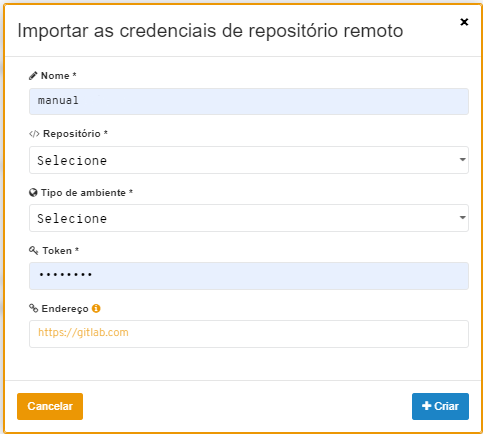 Importar as credenciais de repositório remoto
×
Nome *
manual
</> Repositório *
Selecione
Tipo de ambiente *
Selecione
Token *
••••••••
Endereço
https://gitlab.com
Cancelar
+ Criar